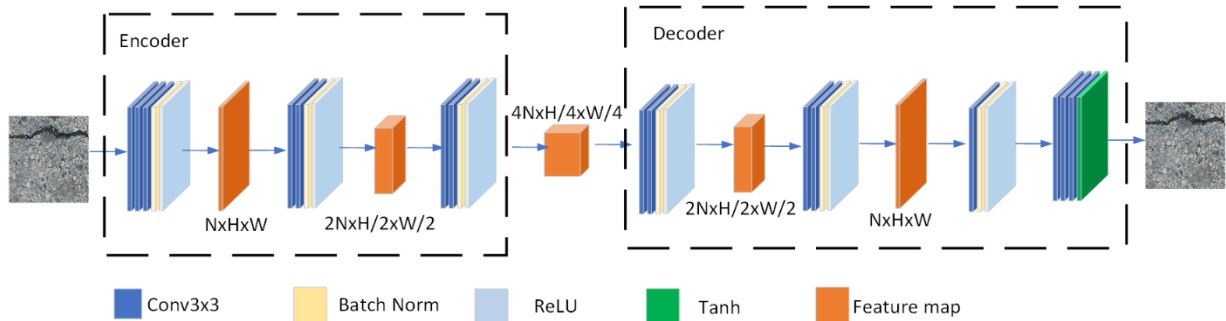 Encoder
Decoder
4NxH/4xW/4
NxHxW
2NxH/2xW/2
2NxH/2xW/2
NxHxW
Conv3x3
Batch Norm
ReLU
Tanh
Feature map